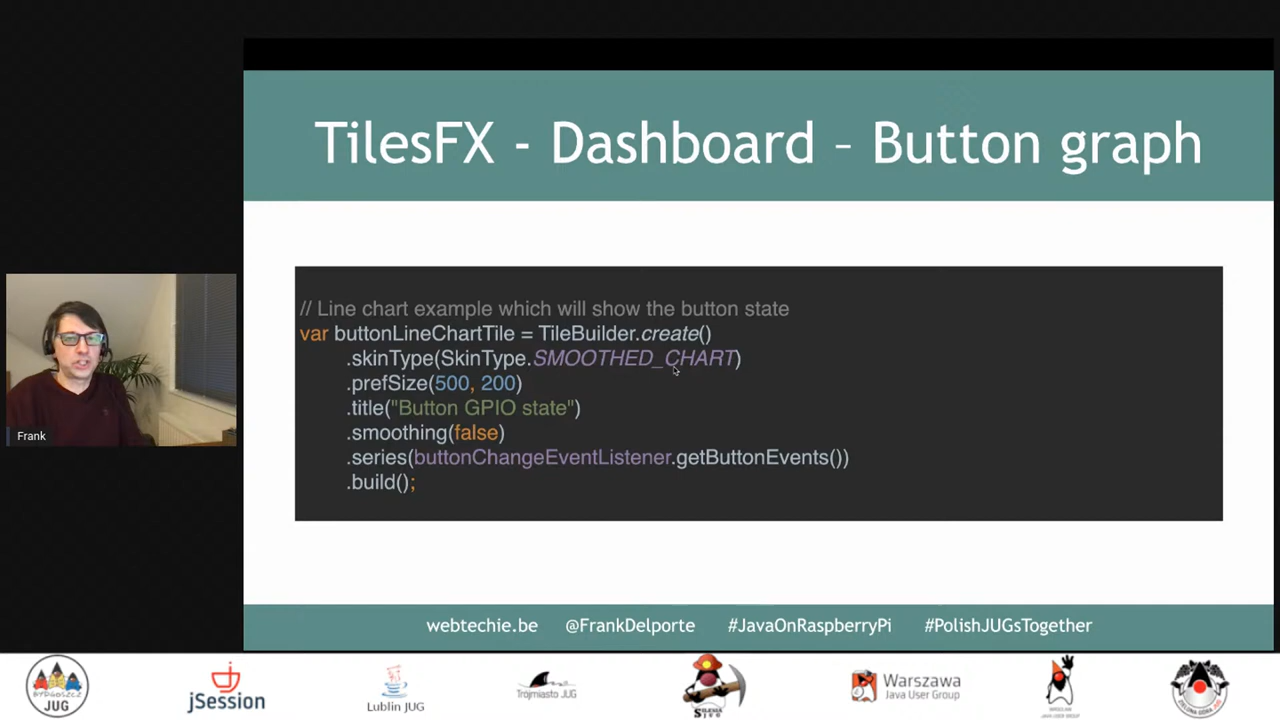 TilesFX - Dashboard – Button graph
// Line chart example which will show the button state
var buttonLineChartTile = TileBuilder.create()
.skinType(SkinType.SMOOTHED_CHART)
.prefSize(500, 200)
.title("Button GPIO state")
.smoothing(false)
.series(buttonChangeEventListener.getButtonEvents())
.build();
Frank
webtechie.be @FrankDelporte #JavaOnRaspberryPi #PolishJUGsTogether
BYDGOSZCZ
JUG
jSession
Lublin JUG
Trójmiasto JUG
SILESIA
Warszawa
Java User Group